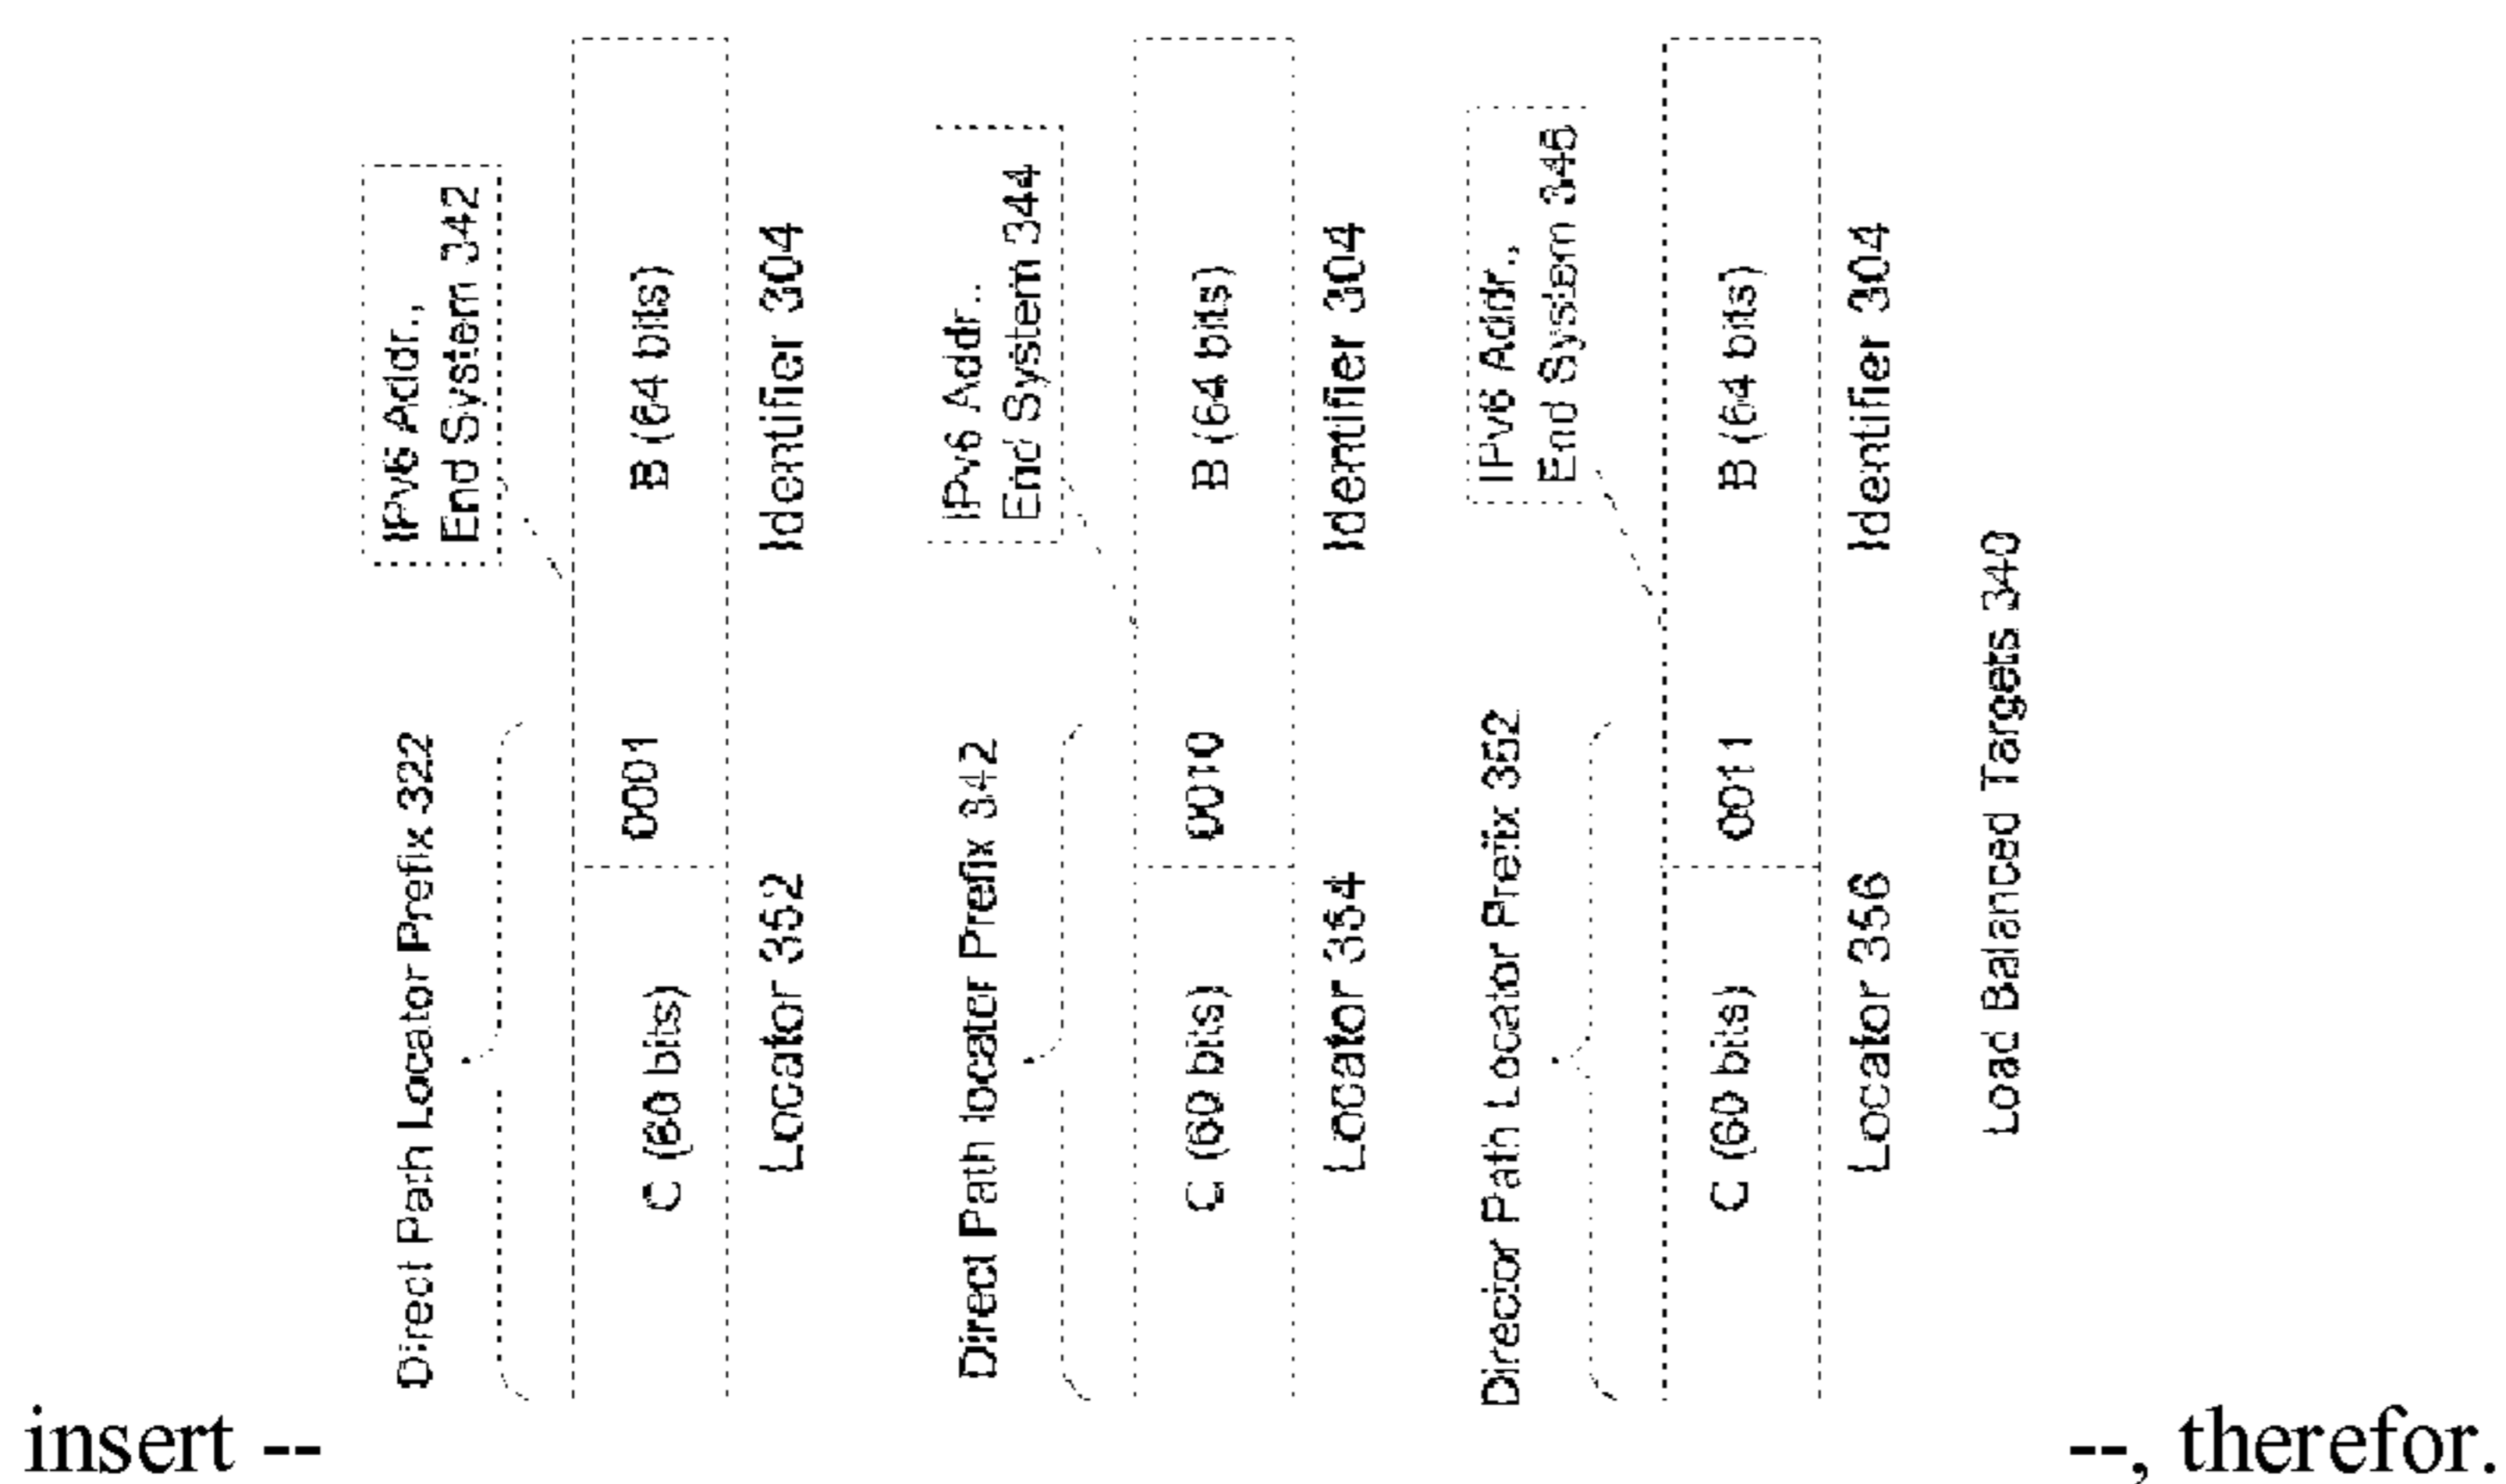 insert --
Direct Path Locator Prefix 322
IPv6 Addr.,
End System 342
C (60 bits) 0001 B (64 bits)
Locator 352 Identifier 304
Direct Path locator Prefix 342
IPv6 Addr.,
End System 344
C (60 bits) 0010 B (64 bits)
Locator 354 Identifier 304
Director Path Locator Prefix 352
IPv6 Addr.,
End System
C (60 bits) 0011 B (64 bits)
Locator 356 Identifier 304
Load Balanced Targets 340
--, therefor.